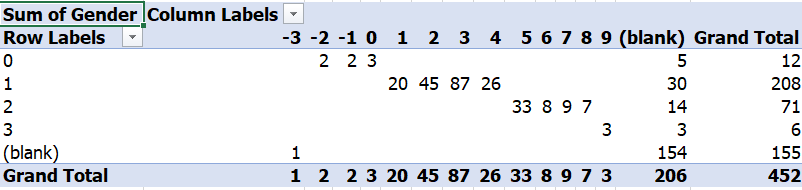 Sum of Gender Column Labels
Row Labels -3 -2 -1 0 1 2 3 4 5 6 7 8 9 (blank) Grand Total
0 2 2 3 5 12
1 20 45 87 26 30 208
2 33 8 9 7 14 71
3 3 3 6
(blank) 1 154 155
Grand Total 1 2 2 3 20 45 87 26 33 8 9 7 3 206 452